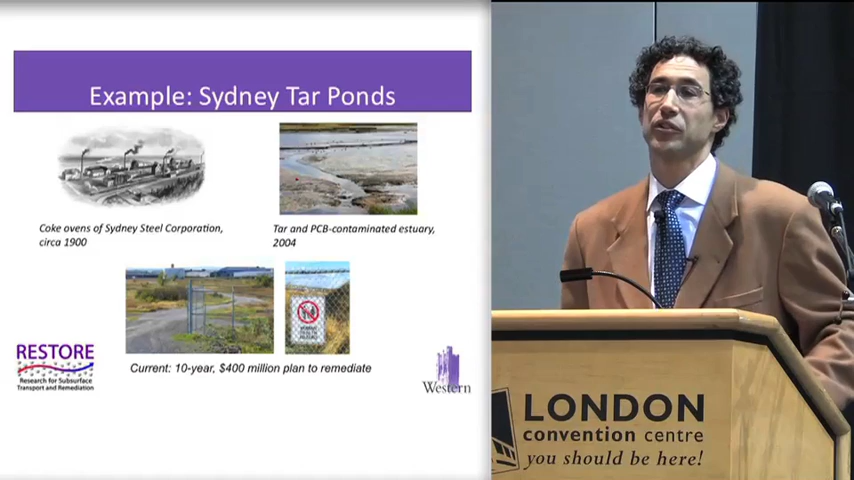 Example: Sydney Tar Ponds
Coke ovens of Sydney Steel Corporation,
circa 1900
Tar and PCB-contaminated estuary,
2004
Current: 10-year, $400 million plan to remediate
RESTORE
Research for Subsurface
Transport and Remediation
Western
LONDON
convention centre
you should be here!